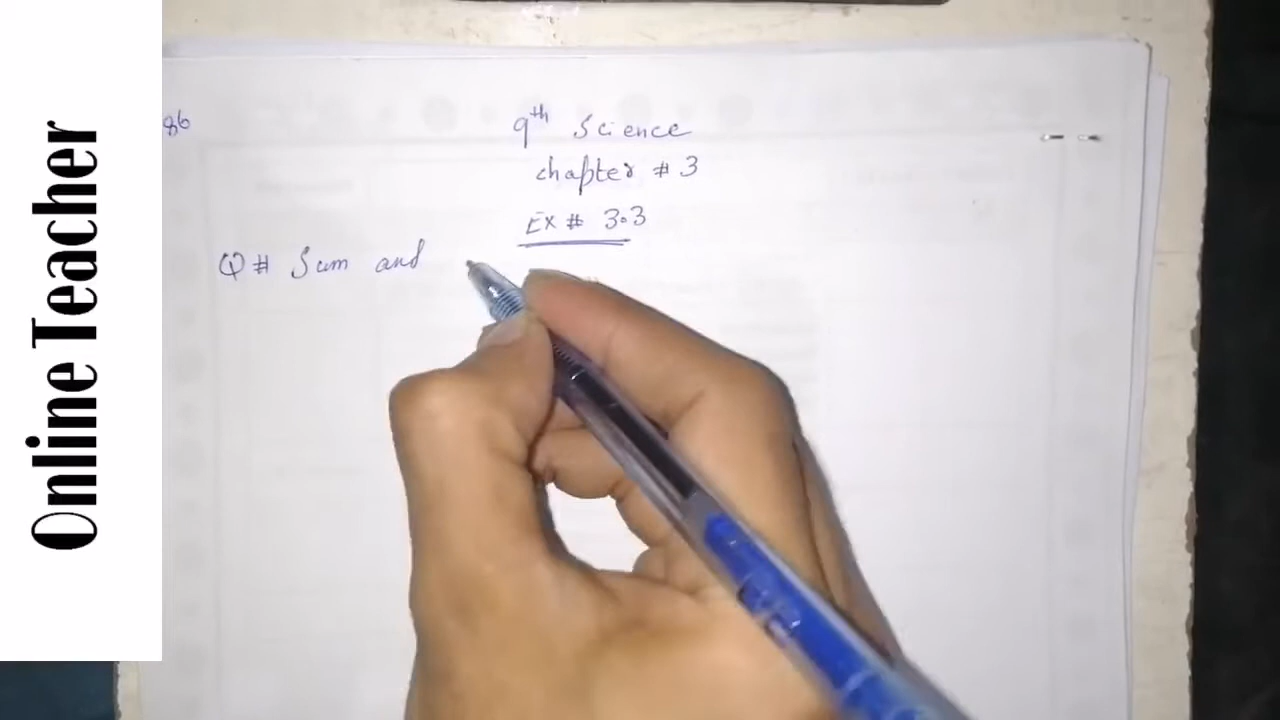 Online Teacher
86
9th Science
chapter # 3
Ex # 3.3
Q # Sum and